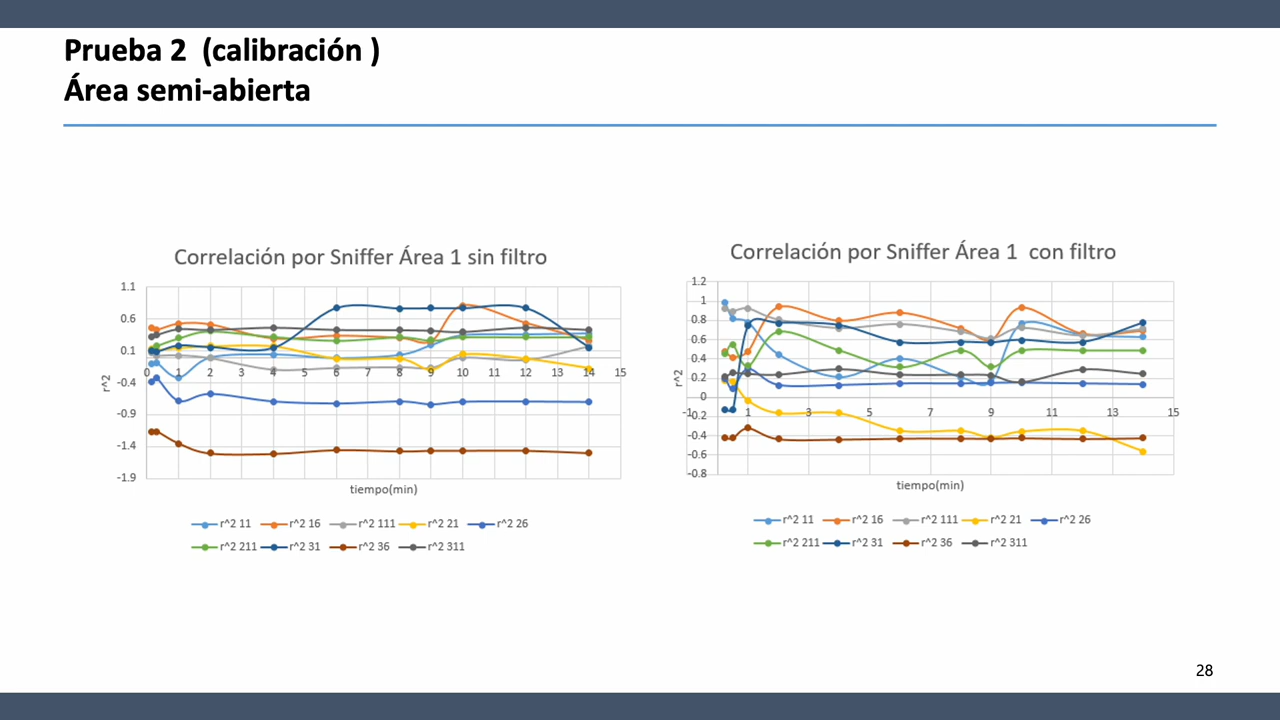 Prueba 2  (calibración )
Área semi-abierta
Correlación por Sniffer Área 1 sin filtro
1.1
0.6
0.1
-0.4
-0.9
-1.4
-1.9
r^2
0 1 2 3 4 5 6 7 8 9 10 11 12 13 14 15
tiempo(min)
r^2 11 r^2 16 r^2 111 r^2 21 r^2 26
r^2 211 r^2 31 r^2 36 r^2 311
Correlación por Sniffer Área 1  con filtro
1.2
1
0.8
0.6
0.4
0.2
0
-0.2
-0.4
-0.6
-0.8
r^2
-1 1 3 5 7 9 11 13 15
tiempo(min)
r^2 11 r^2 16 r^2 111 r^2 21 r^2 26
r^2 211 r^2 31 r^2 36 r^2 311
28